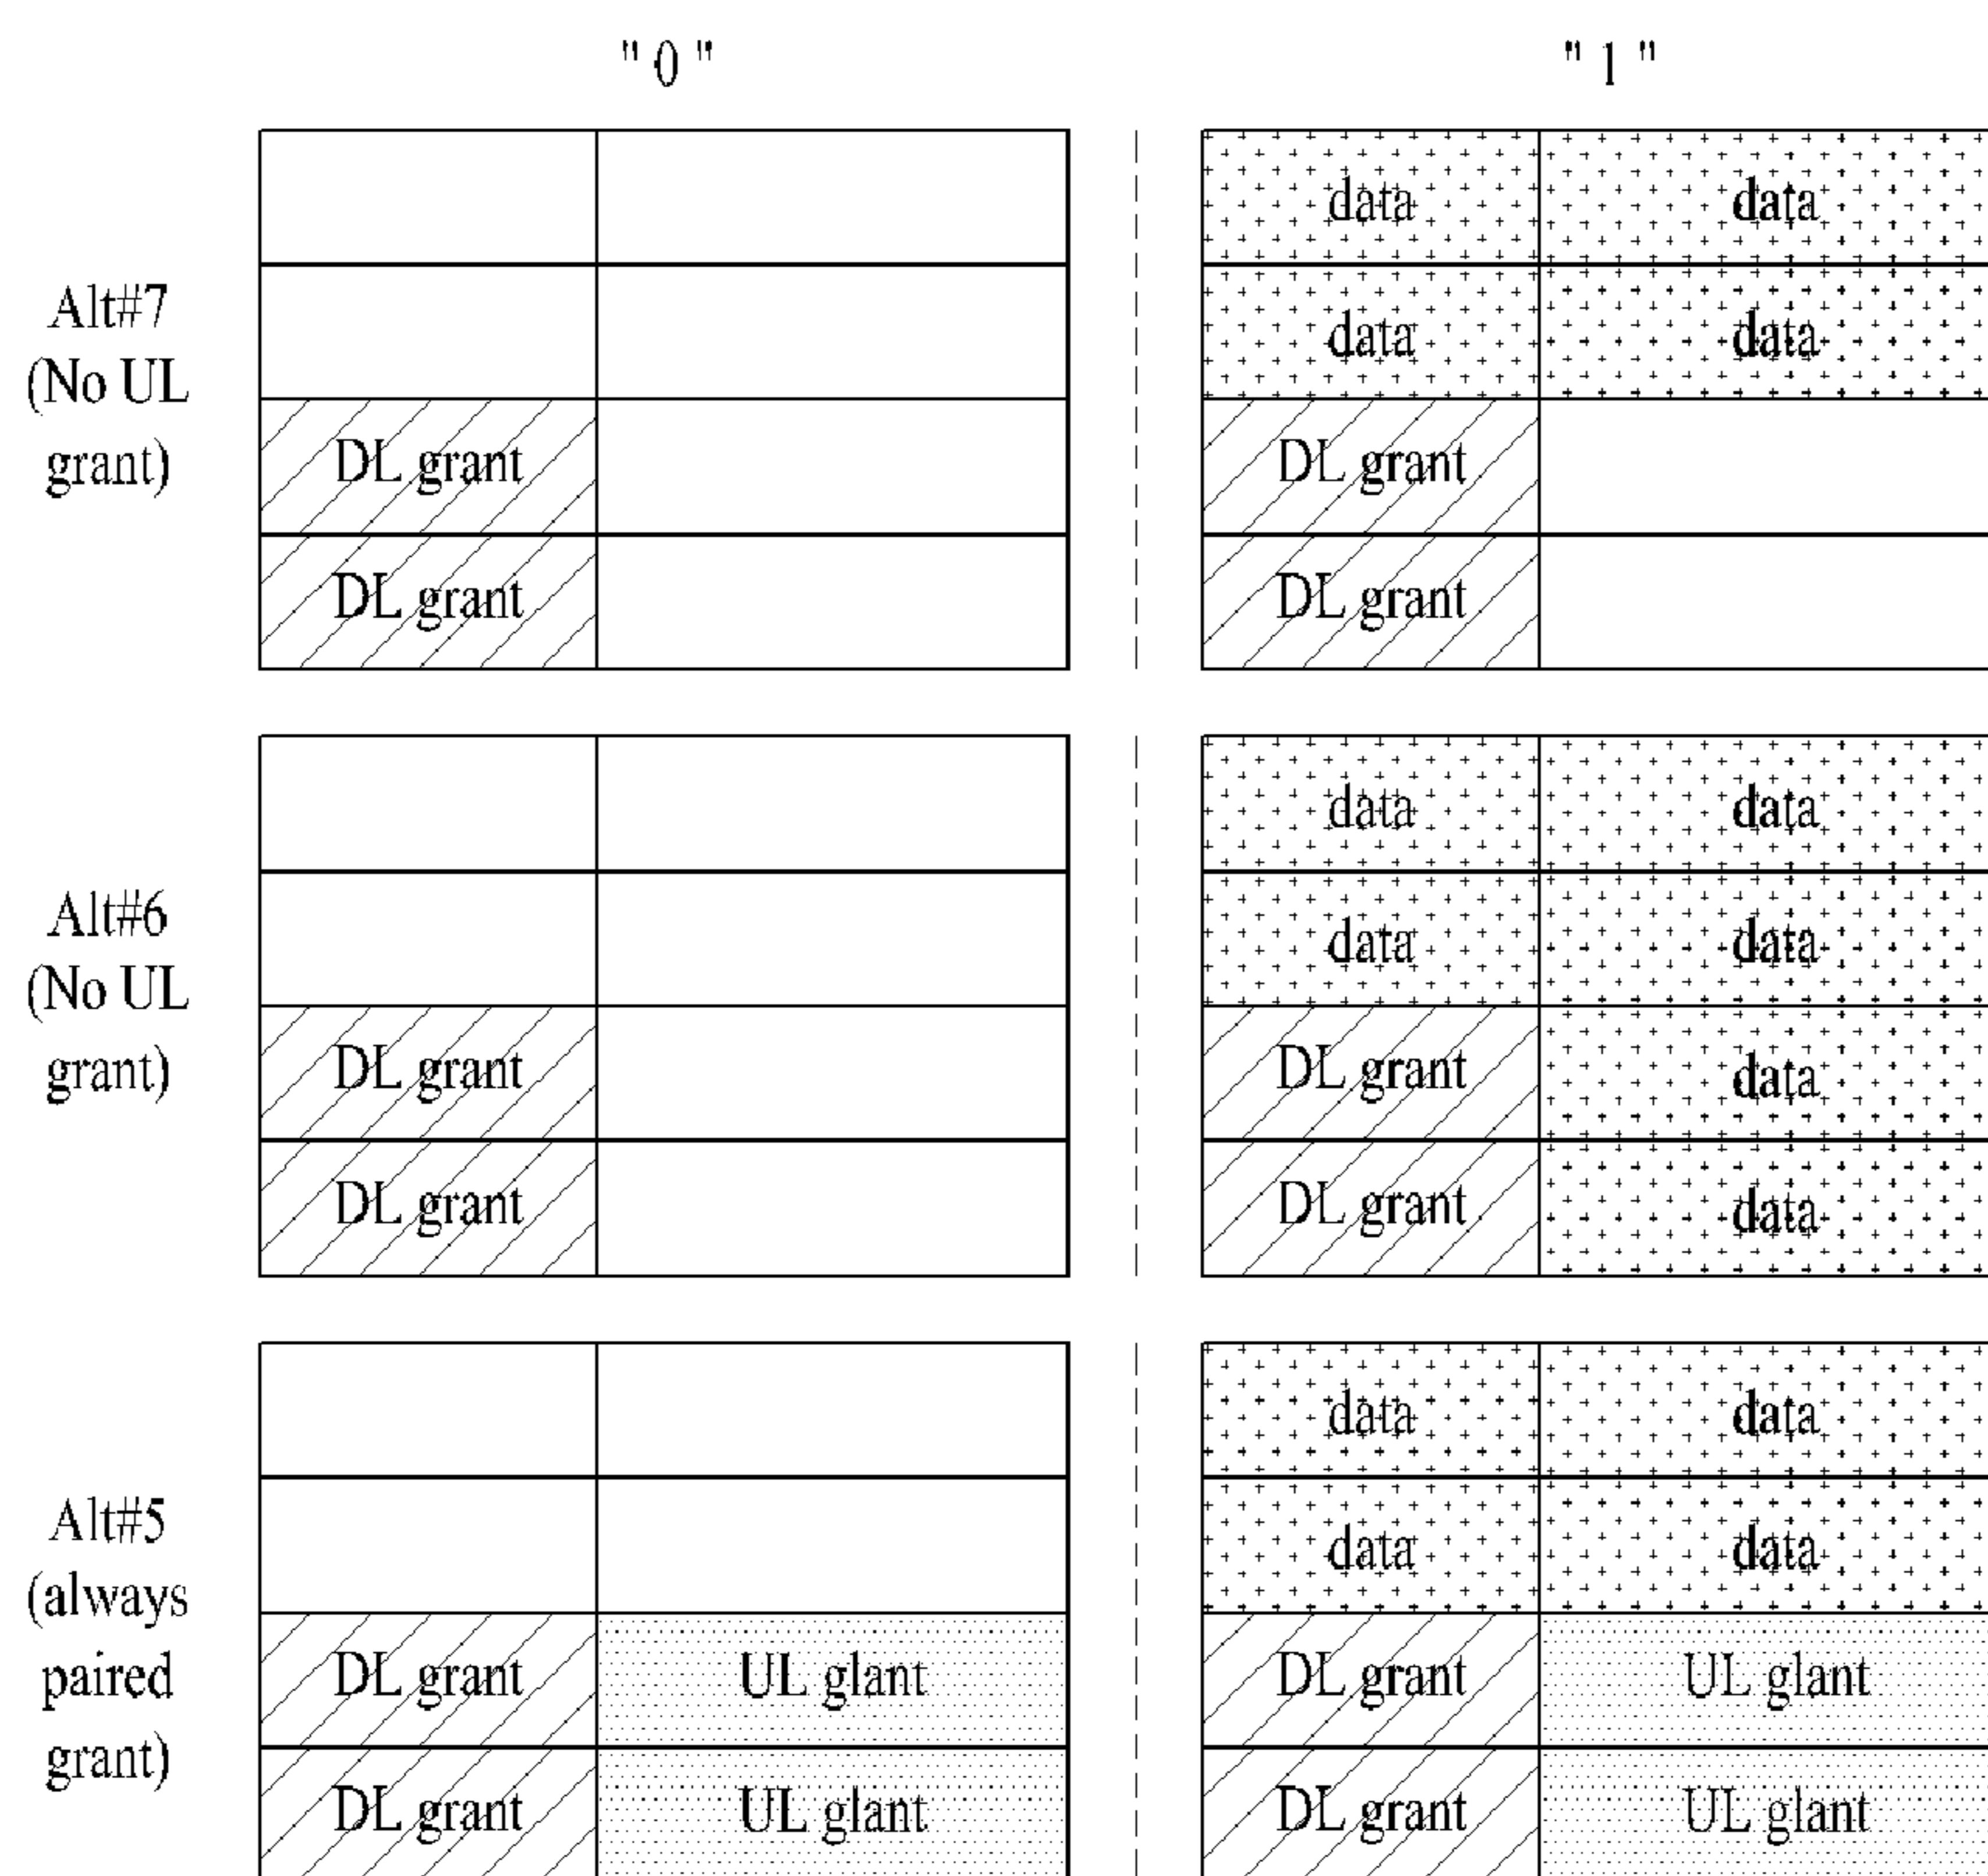 " 0 " " 1 "
data data
Alt#7 data data
(No UL
grant) DL grant DL grant
DL grant DL grant
data data
Alt#6 data data
(No UL
grant) DL grant DL grant data
DL grant DL grant data
data data
Alt#5 data data
(always
paired DL grant UL glant DL grant UL glant
grant) DL grant UL glant DL grant UL glant